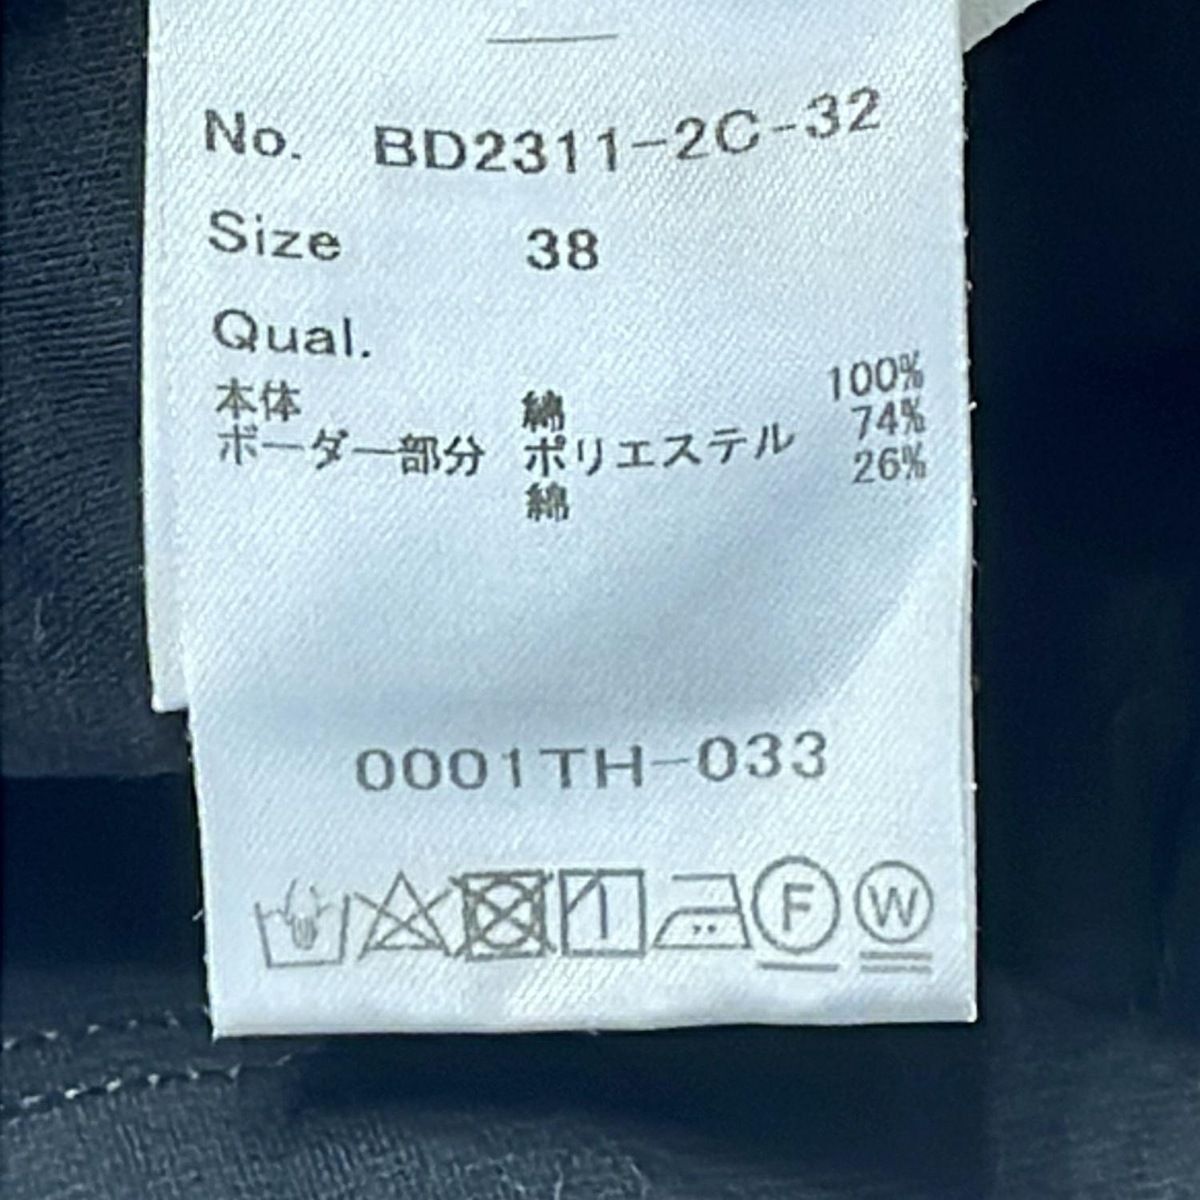 No. BD2311-2C-32
Size 38
Qual.
本体 綿 100%
ボーダー部分 ポリエステル 74%
綿 26%
0001TH-033
F W